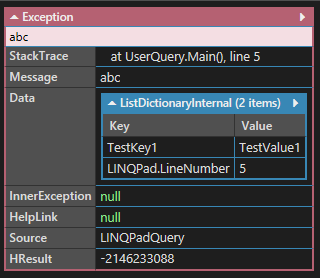 Exception
abc
StackTrace at UserQuery.Main(), line 5
Message abc
Data ListDictionaryInternal (2 items)
Key Value
TestKey1 TestValue1
LINQPad.LineNumber 5
InnerException null
HelpLink null
Source LINQPadQuery
HResult -2146233088